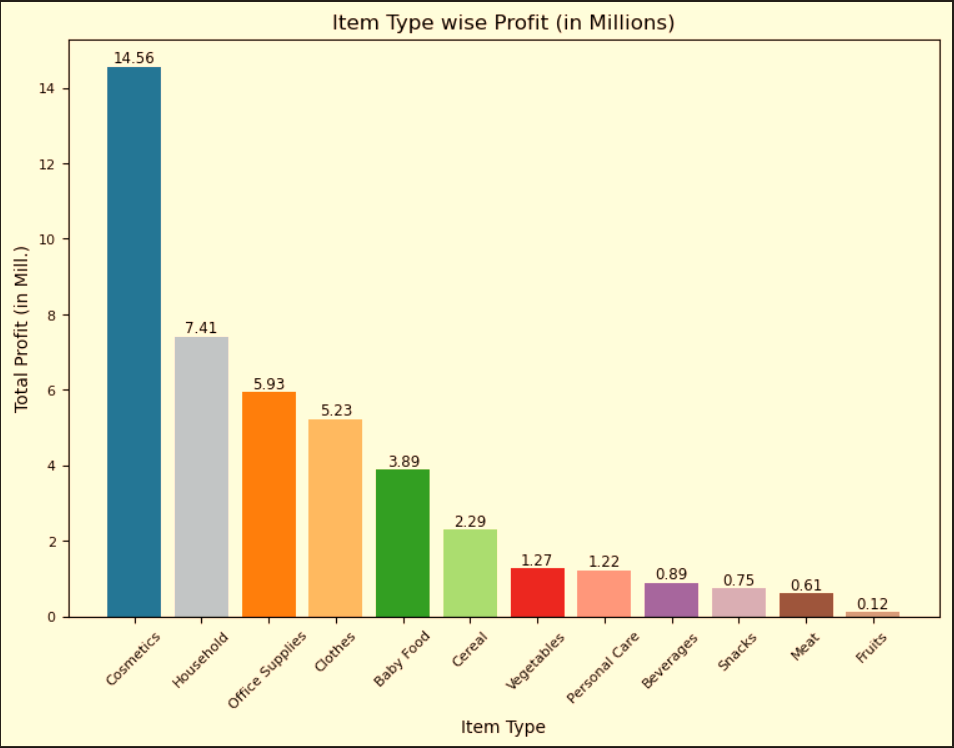 Item Type wise Profit (in Millions)
14.56
7.41
5.93
5.23
3.89
2.29
1.27
1.22
0.89
0.75
0.61
0.12
14
12
10
8
6
4
2
0
Total Profit (in Mill.)
Cosmetics
Household
Office Supplies
Clothes
Baby Food
Cereal
Vegetables
Personal Care
Beverages
Snacks
Meat
Fruits
Item Type